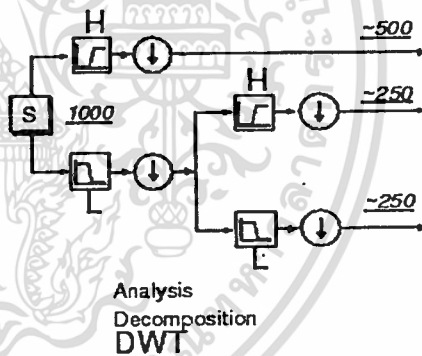 H
~500
S
1000
H
~250
L
~250
L
Analysis
Decomposition
DWT